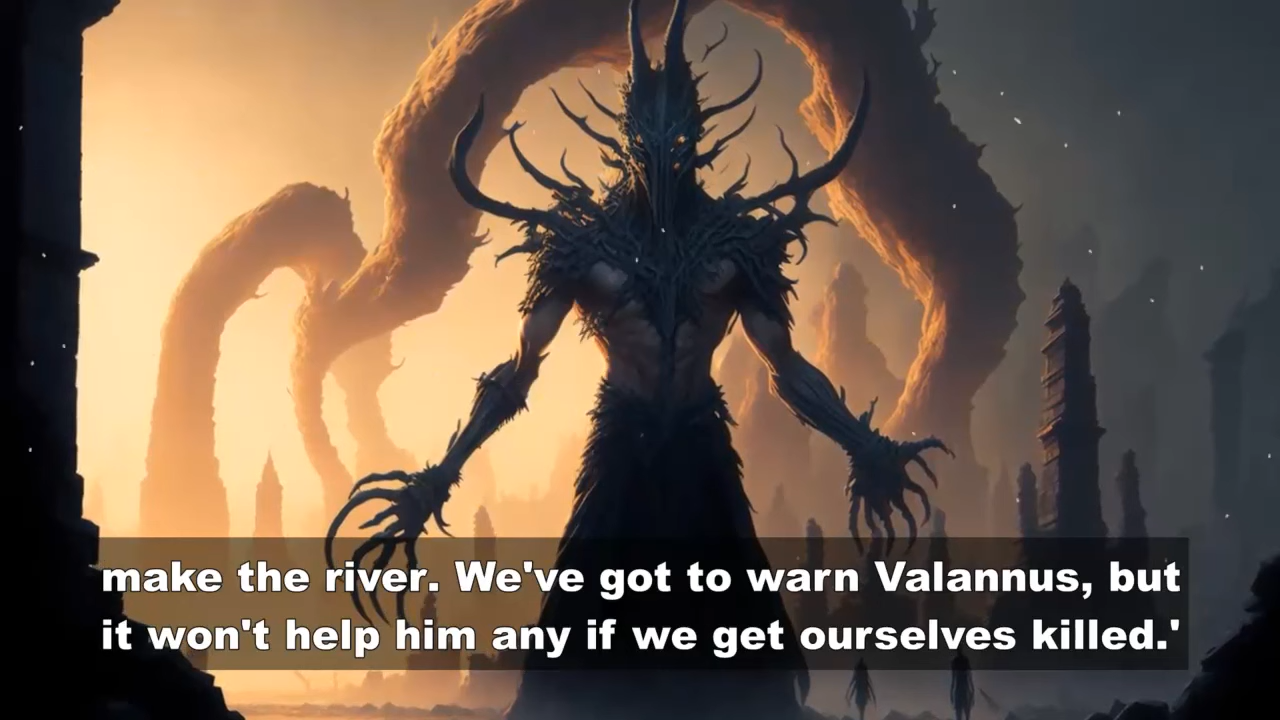 make the river. We've got to warn Valannus, but
it won't help him any if we get ourselves killed.'